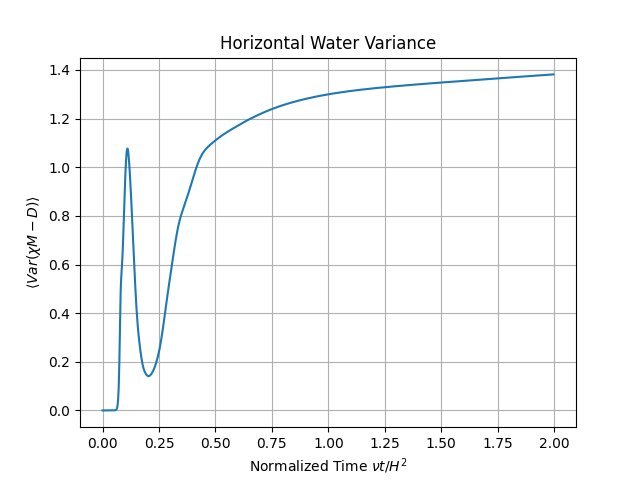 Horizontal Water Variance
⟨Var(χM − D)⟩
1.4
1.2
1.0
0.8
0.6
0.4
0.2
0.0
0.00 0.25 0.50 0.75 1.00 1.25 1.50 1.75 2.00
Normalized Time νt/H²